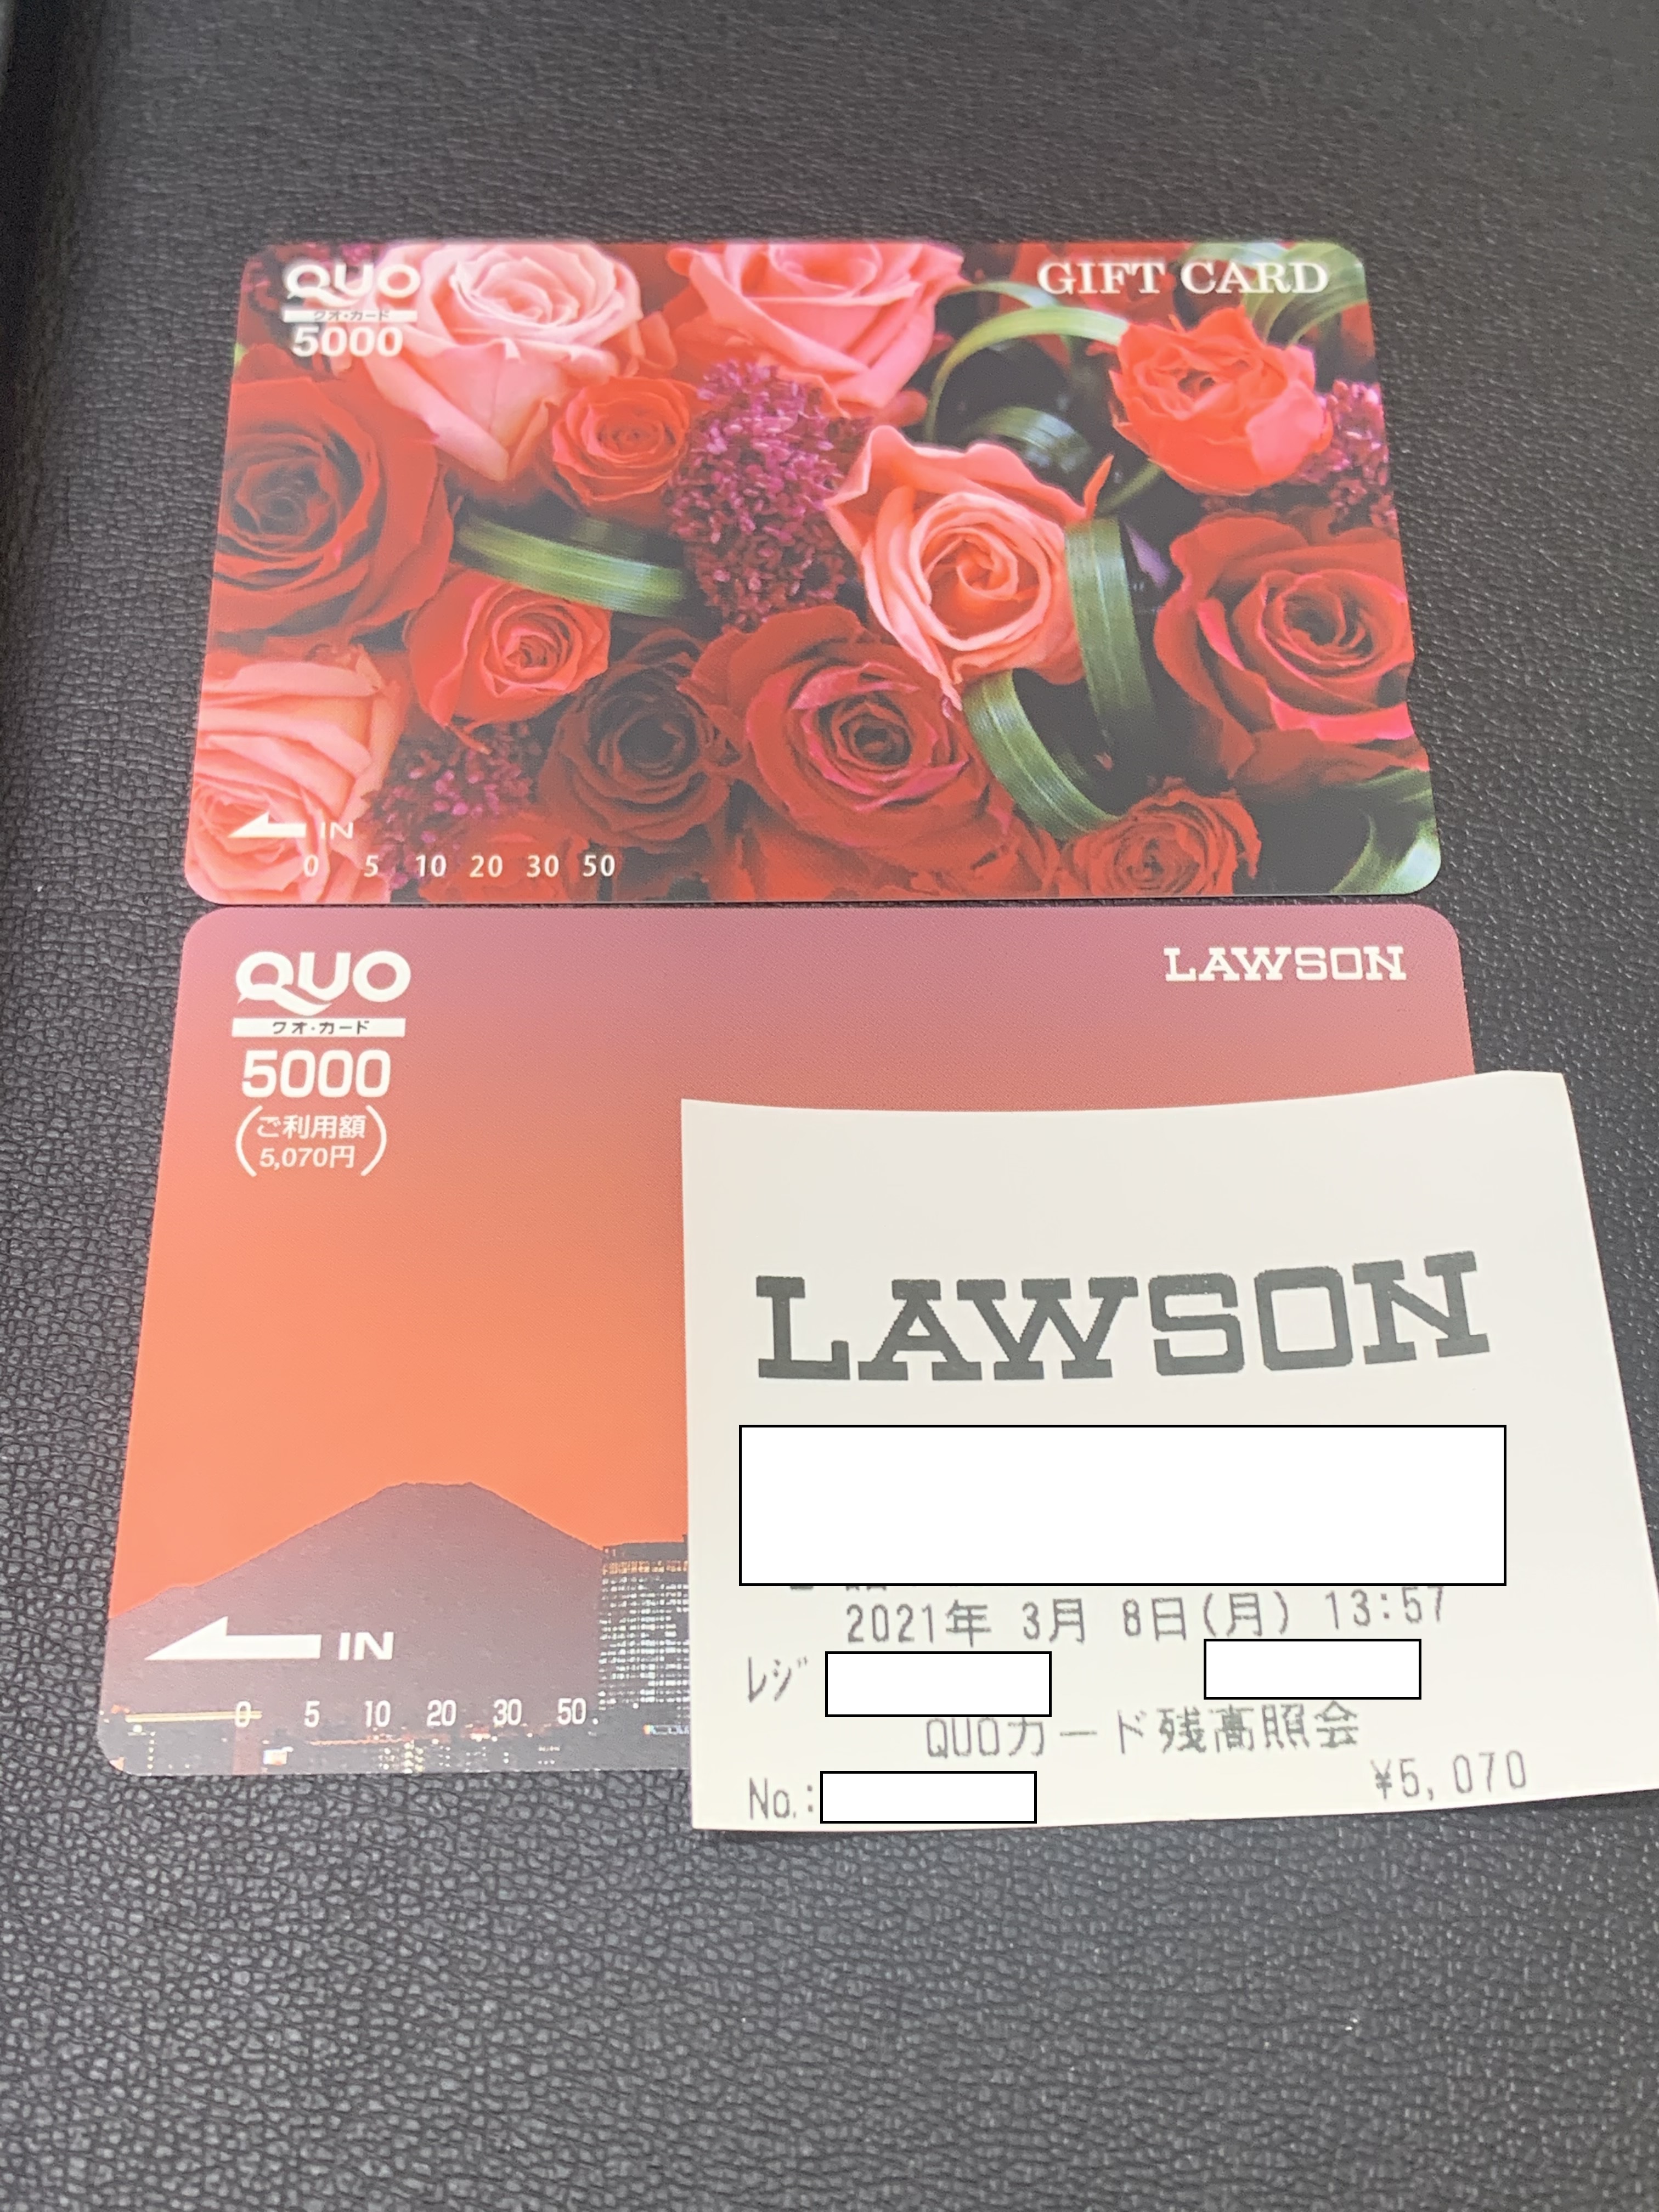 QUO
クオ・カード
5000
GIFT CARD
IN
0 5 10 20 30 50
QUO
クオ・カード
5000
(ご利用額
5,070円)
LAWSON
IN
0 5 10 20 30 50
LAWSON
2021年 3月 8日(月) 13:57
レジ
QUOカード残高照会
¥5,070
No.: